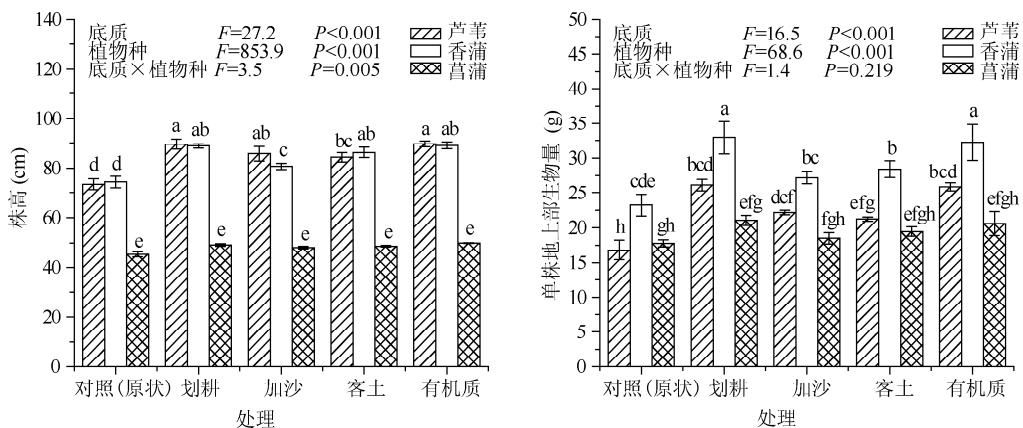 底质 F=27.2 P<0.001
植物种 F=853.9 P<0.001
底质×植物种 F=3.5 P=0.005
芦苇
香蒲
菖蒲
140
120
100
80
60
40
20
0
株高 (cm)
d d e
a ab e
ab c e
bc ab e
a ab e
对照(原状) 划耕 加沙 客土 有机质
处理
底质 F=16.5 P<0.001
植物种 F=68.6 P<0.001
底质×植物种 F=1.4 P=0.219
芦苇
香蒲
菖蒲
50
45
40
35
30
25
20
15
10
5
0
单株地上部生物量 (g)
h cde gh
bcd a efg
dcf bc fgh
efg b efgh
bcd a efgh
对照(原状) 划耕 加沙 客土 有机质
处理